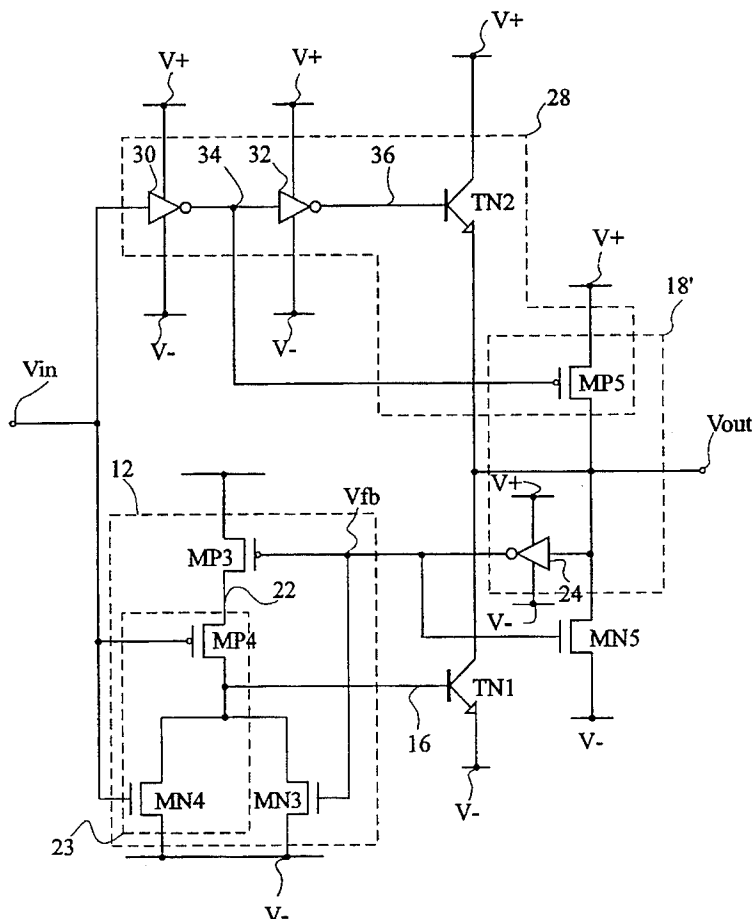 V+
V+
V+
28
30
34
32
36
TN2
V+
18'
V-
V-
Vin
MP5
Vout
12
Vfb
V+
MP3
22
24
MP4
V-
MN5
TN1
16
V-
MN4
MN3
V-
23
V-